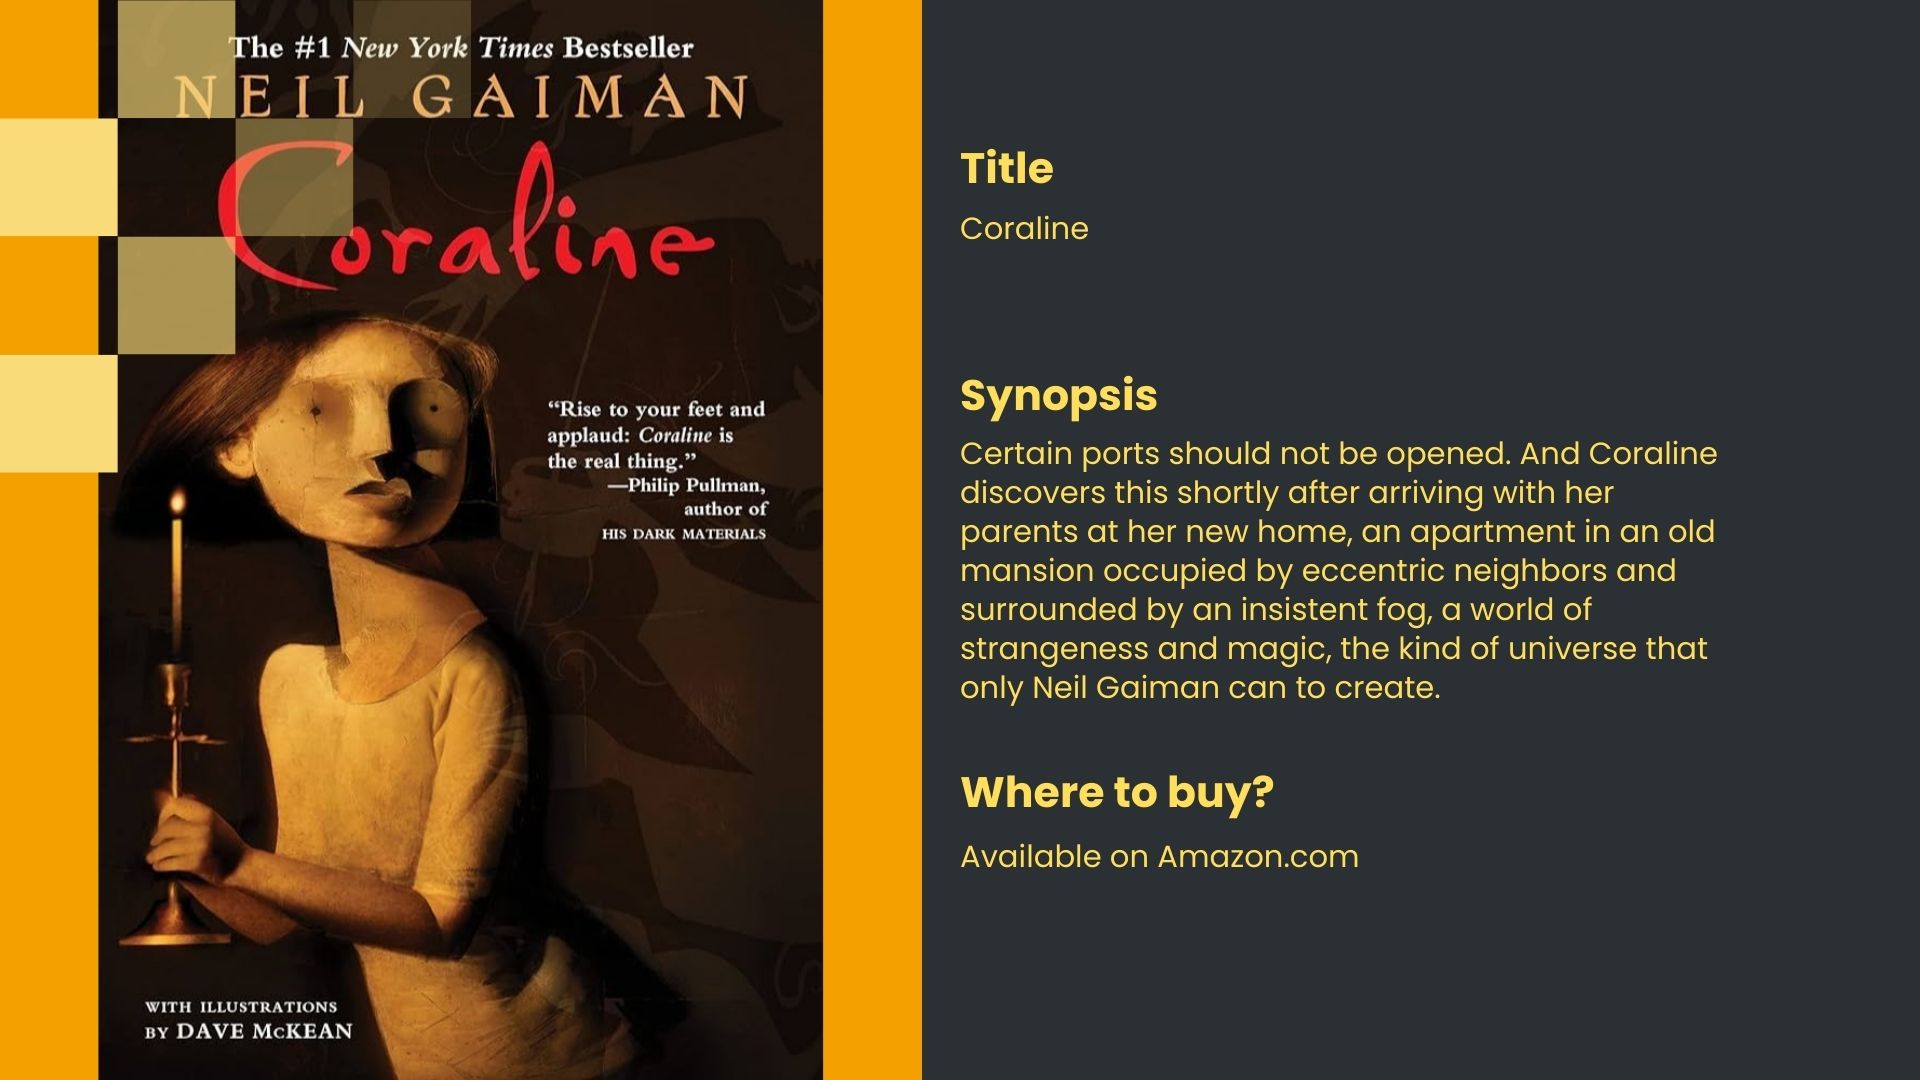 The #1 New York Times Bestseller
NEIL GAIMAN
Coraline
“Rise to your feet and
applaud: Coraline is
the real thing.”
—Philip Pullman,
author of
HIS DARK MATERIALS
WITH ILLUSTRATIONS
BY DAVE McKEAN
Title
Coraline
Synopsis
Certain ports should not be opened. And Coraline
discovers this shortly after arriving with her
parents at her new home, an apartment in an old
mansion occupied by eccentric neighbors and
surrounded by an insistent fog, a world of
strangeness and magic, the kind of universe that
only Neil Gaiman can to create.
Where to buy?
Available on Amazon.com